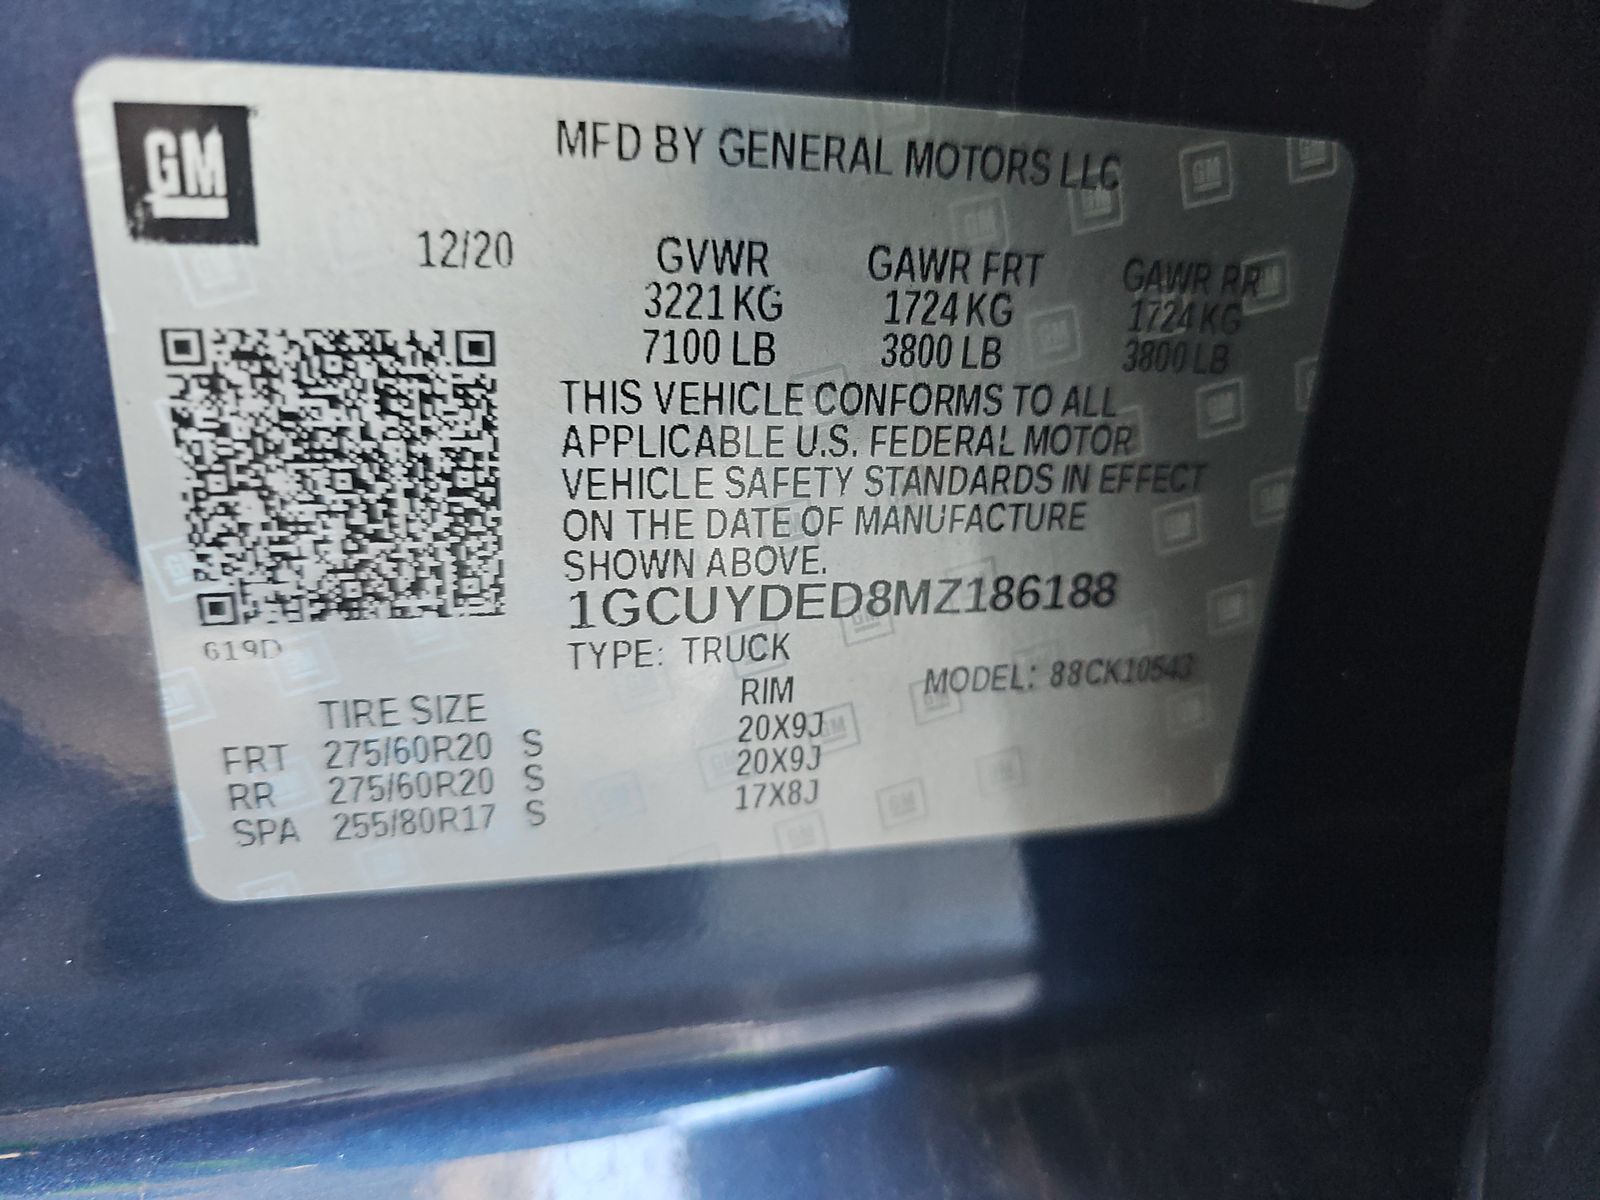 GM
MFD BY GENERAL MOTORS LLC
12/20 GVWR GAWR FRT GAWR RR
3221 KG 1724 KG 1724 KG
7100 LB 3800 LB 3800 LB
THIS VEHICLE CONFORMS TO ALL
APPLICABLE U.S. FEDERAL MOTOR
VEHICLE SAFETY STANDARDS IN EFFECT
ON THE DATE OF MANUFACTURE
SHOWN ABOVE.
1GCUYDED8MZ186188
619D
TYPE: TRUCK
MODEL: 88CK10543
TIRE SIZE RIM
FRT 275/60R20 S 20X9J
RR 275/60R20 S 20X9J
SPA 255/80R17 S 17X8J